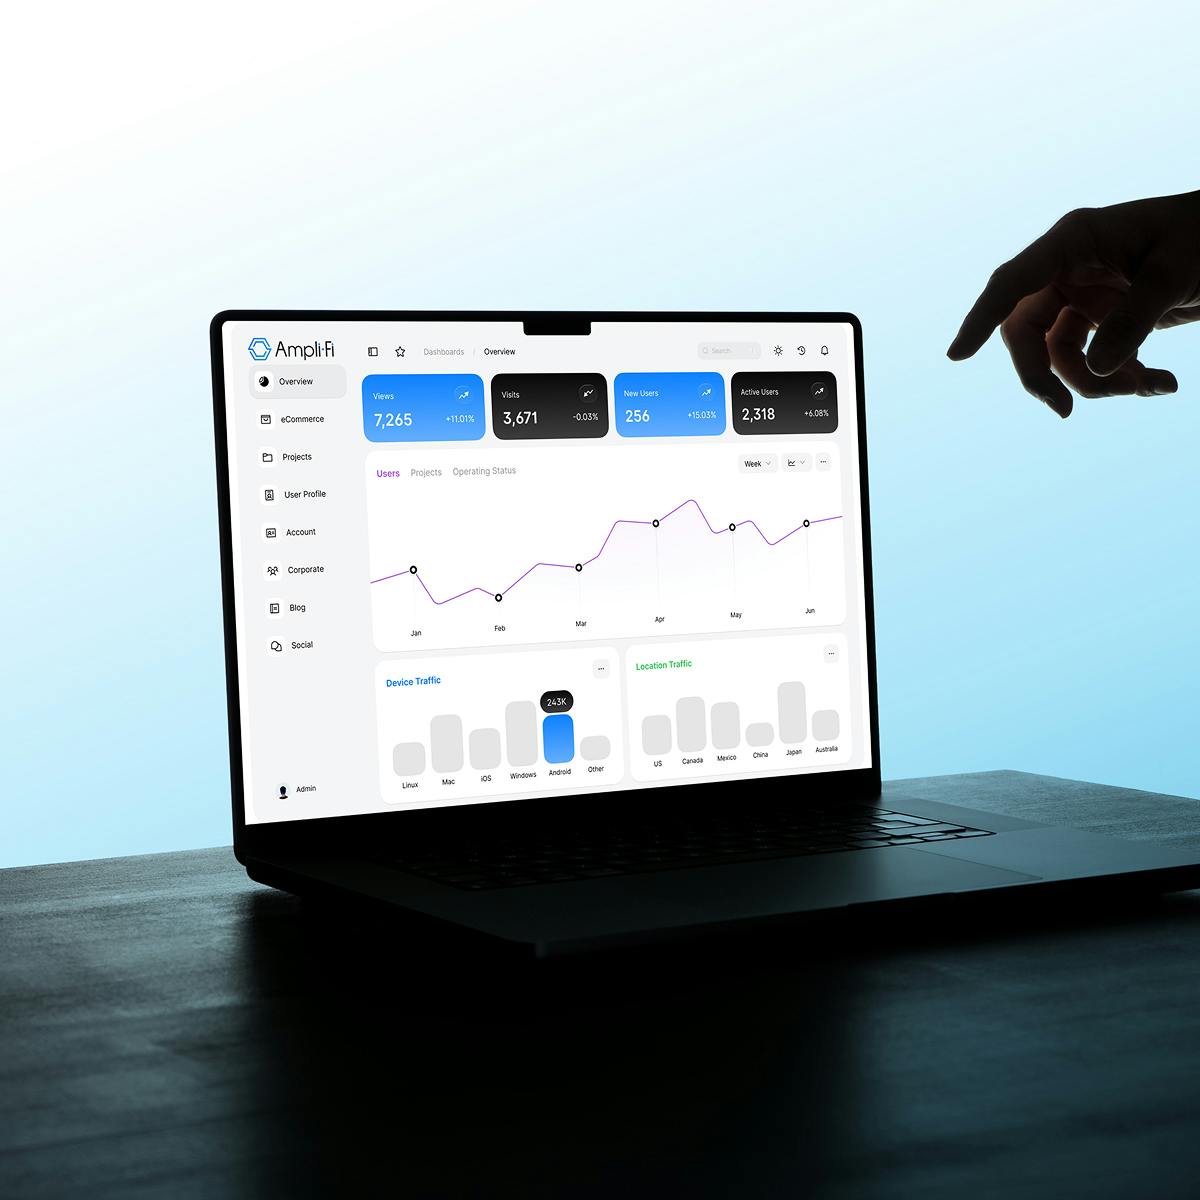 Ampli-Fi
Dashboards / Overview
Search
Overview
eCommerce
Projects
User Profile
Account
Corporate
Blog
Social
Admin
Views
7,265 +11.01%
Visits
3,671 -0.03%
New Users
256 +15.03%
Active Users
2,318 +6.08%
Users Projects Operating Status
Week
Jan Feb Mar Apr May Jun
Device Traffic
243K
Linux Mac iOS Windows Android Other
Location Traffic
US Canada Mexico China Japan Australia